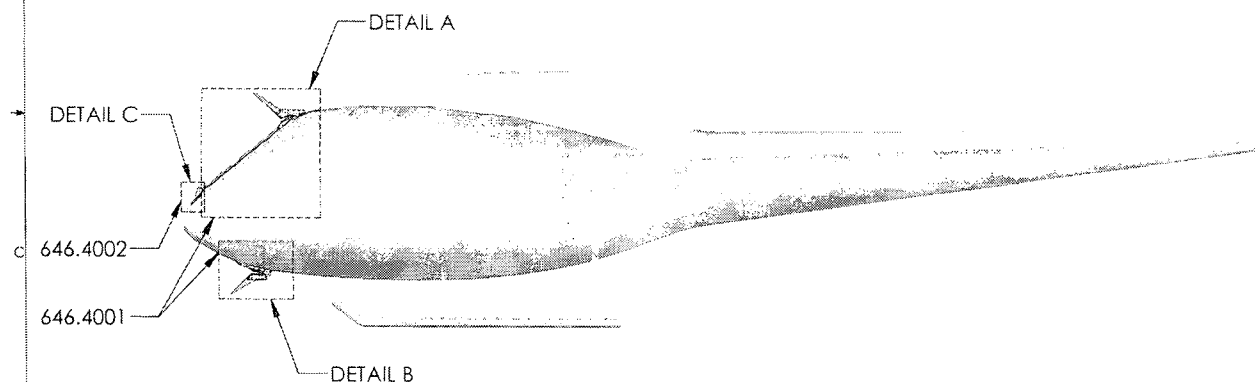 DETAIL A
DETAIL C
646.4002
C
646.4001
DETAIL B